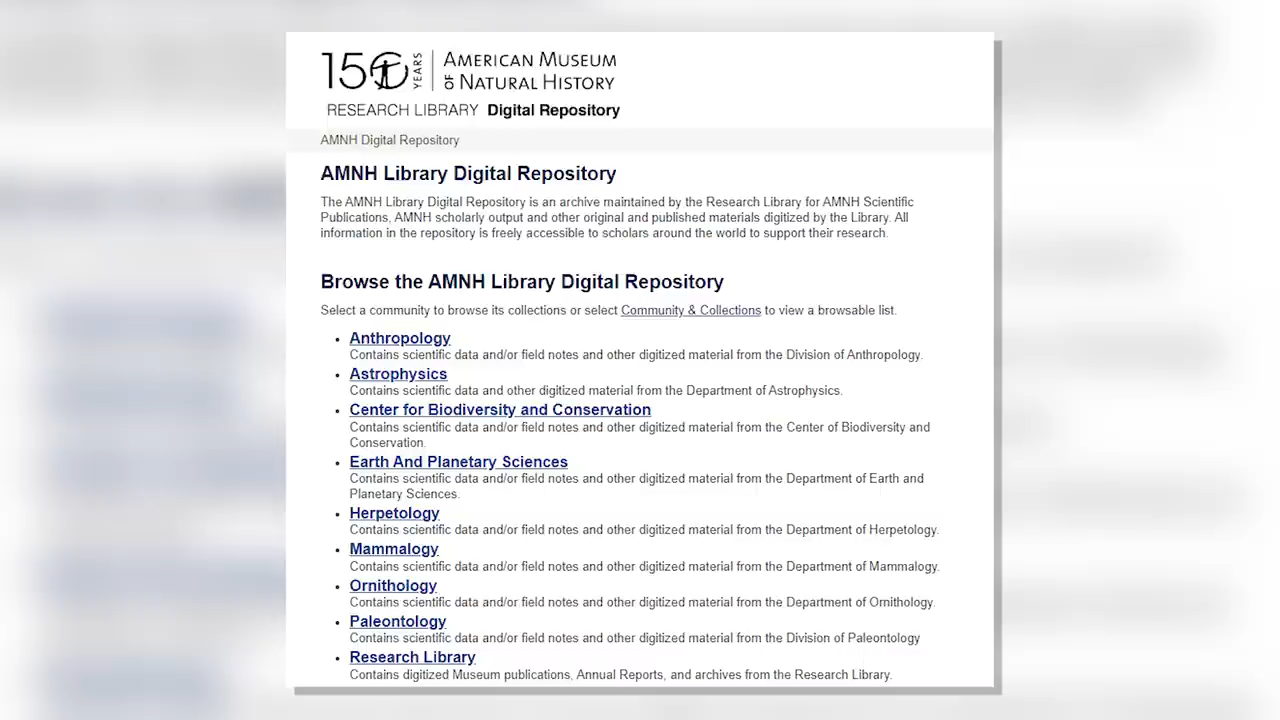 150 YEARS
AMERICAN MUSEUM
OF NATURAL HISTORY
RESEARCH LIBRARY Digital Repository
AMNH Digital Repository
AMNH Library Digital Repository
The AMNH Library Digital Repository is an archive maintained by the Research Library for AMNH Scientific
Publications, AMNH scholarly output and other original and published materials digitized by the Library. All
information in the repository is freely accessible to scholars around the world to support their research.
Browse the AMNH Library Digital Repository
Select a community to browse its collections or select Community & Collections to view a browsable list.
• Anthropology
Contains scientific data and/or field notes and other digitized material from the Division of Anthropology.
• Astrophysics
Contains scientific data and other digitized material from the Department of Astrophysics.
• Center for Biodiversity and Conservation
Contains scientific data and/or field notes and other digitized material from the Center of Biodiversity and
Conservation.
• Earth And Planetary Sciences
Contains scientific data and/or field notes and other digitized material from the Department of Earth and
Planetary Sciences.
• Herpetology
Contains scientific data and/or field notes and other digitized material from the Department of Herpetology.
• Mammalogy
Contains scientific data and/or field notes and other digitized material from the Department of Mammalogy.
• Ornithology
Contains scientific data and/or field notes and other digitized material from the Department of Ornithology.
• Paleontology
Contains scientific data and/or field notes and other digitized material from the Division of Paleontology
• Research Library
Contains digitized Museum publications, Annual Reports, and archives from the Research Library.